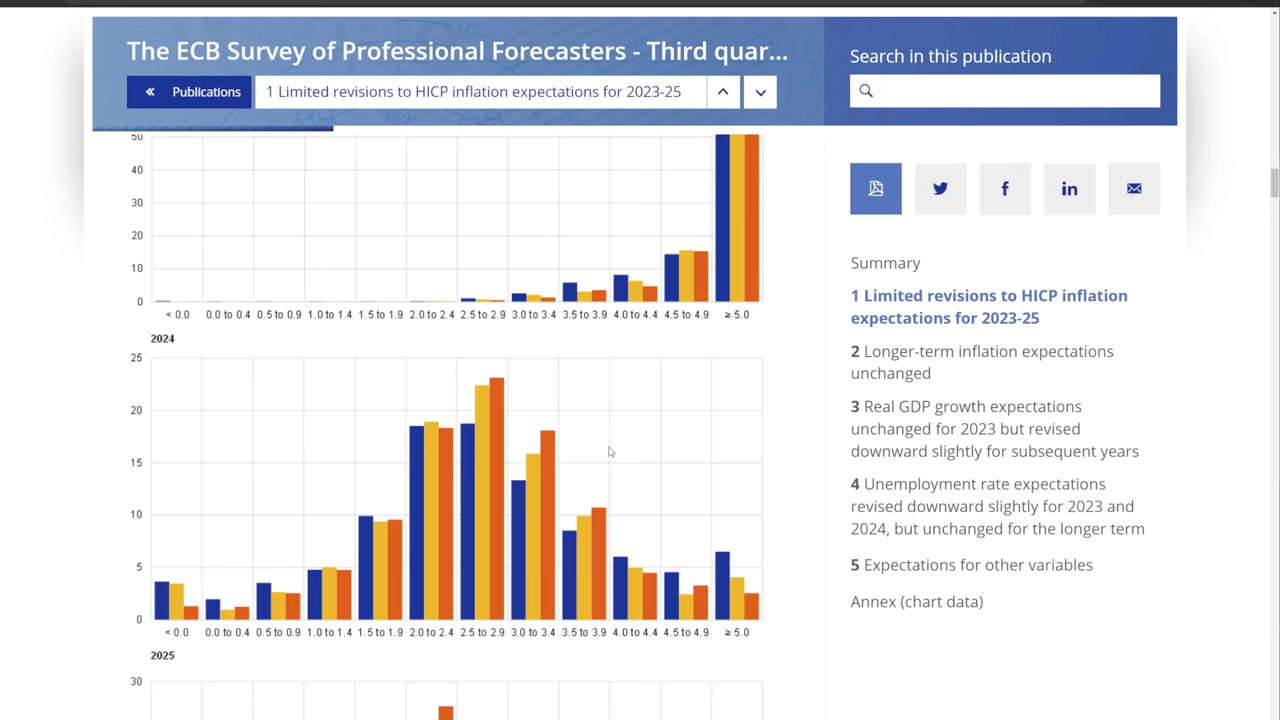 The ECB Survey of Professional Forecasters - Third quar...
Search in this publication
« Publications
1 Limited revisions to HICP inflation expectations for 2023-25
50
40
30
20
10
0
< 0.0 0.0 to 0.4 0.5 to 0.9 1.0 to 1.4 1.5 to 1.9 2.0 to 2.4 2.5 to 2.9 3.0 to 3.4 3.5 to 3.9 4.0 to 4.4 4.5 to 4.9 ≥ 5.0
2024
25
20
15
10
5
0
< 0.0 0.0 to 0.4 0.5 to 0.9 1.0 to 1.4 1.5 to 1.9 2.0 to 2.4 2.5 to 2.9 3.0 to 3.4 3.5 to 3.9 4.0 to 4.4 4.5 to 4.9 ≥ 5.0
2025
30
f
in
Summary
1 Limited revisions to HICP inflation
expectations for 2023-25
2 Longer-term inflation expectations
unchanged
3 Real GDP growth expectations
unchanged for 2023 but revised
downward slightly for subsequent years
4 Unemployment rate expectations
revised downward slightly for 2023 and
2024, but unchanged for the longer term
5 Expectations for other variables
Annex (chart data)